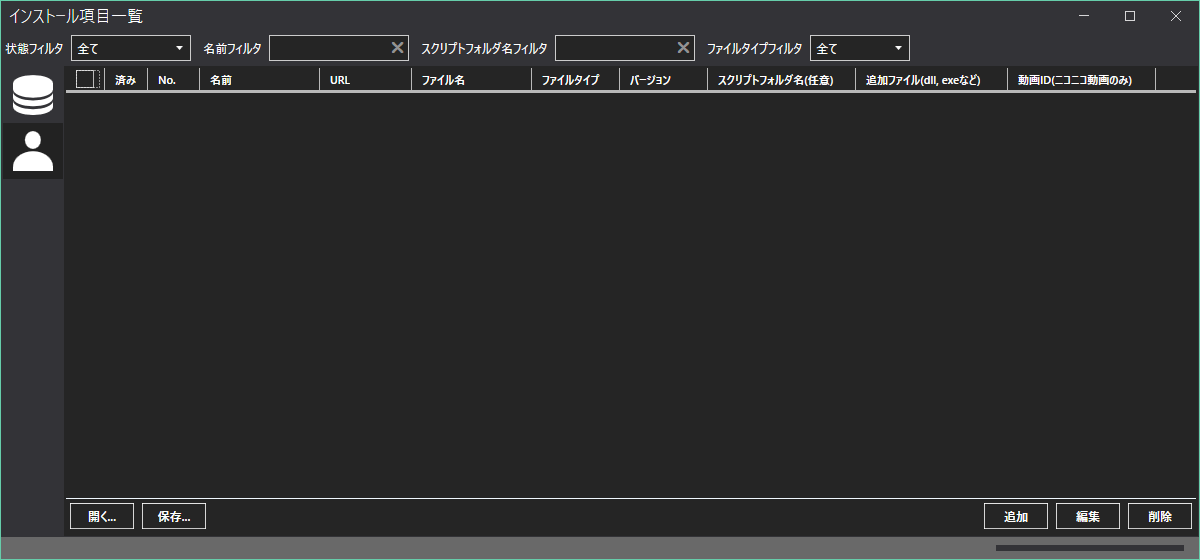 インストール項目一覧
状態フィルタ 全て 名前フィルタ スクリプトフォルダ名フィルタ ファイルタイプフィルタ 全て
済み No. 名前 URL ファイル名 ファイルタイプ バージョン スクリプトフォルダ名(任意) 追加ファイル(dll, exeなど) 動画ID(ニコニコ動画のみ)
開く... 保存... 追加 編集 削除